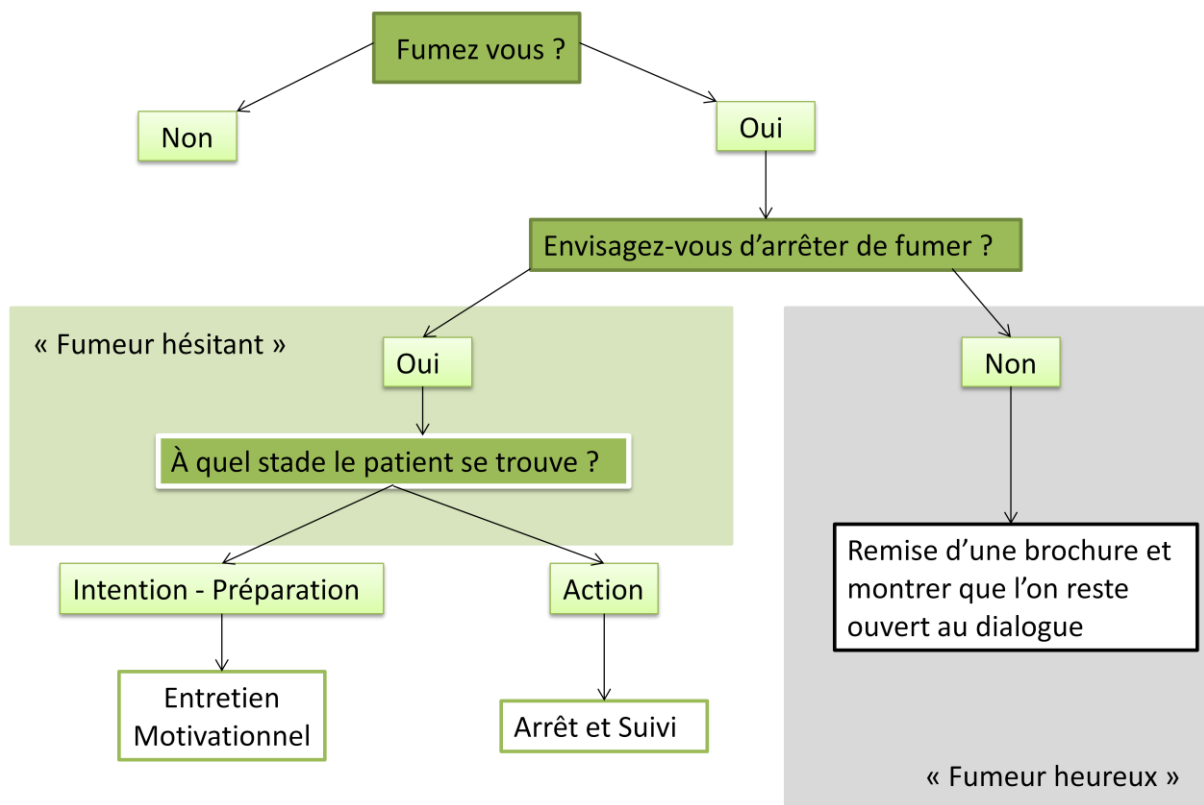 Fumez vous ?
Non
Oui
Envisagez-vous d’arrêter de fumer ?
« Fumeur hésitant »
Oui
Non
À quel stade le patient se trouve ?
Intention - Préparation
Action
Remise d’une brochure et
montrer que l’on reste
ouvert au dialogue
Entretien
Motivationnel
Arrêt et Suivi
« Fumeur heureux »